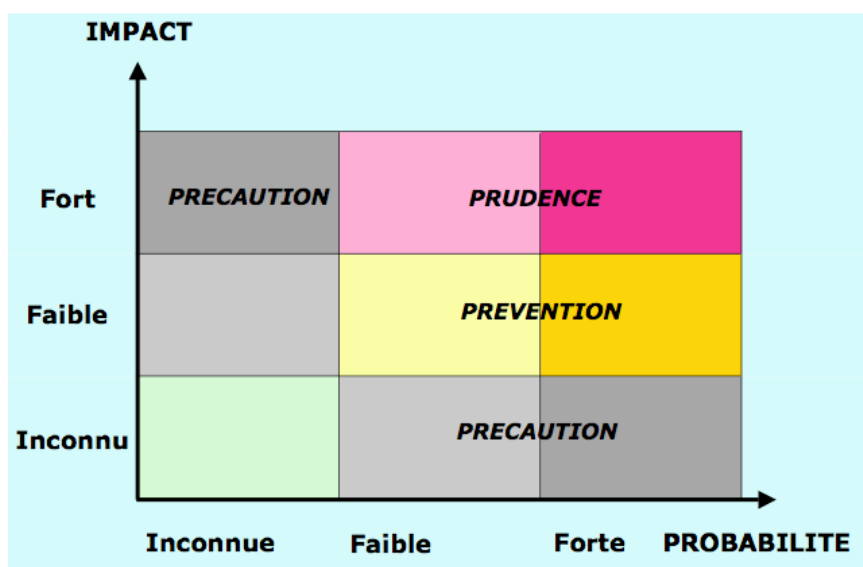 IMPACT
Fort
PRECAUTION
PRUDENCE
Faible
PREVENTION
Inconnu
PRECAUTION
Inconnue
Faible
Forte
PROBABILITE